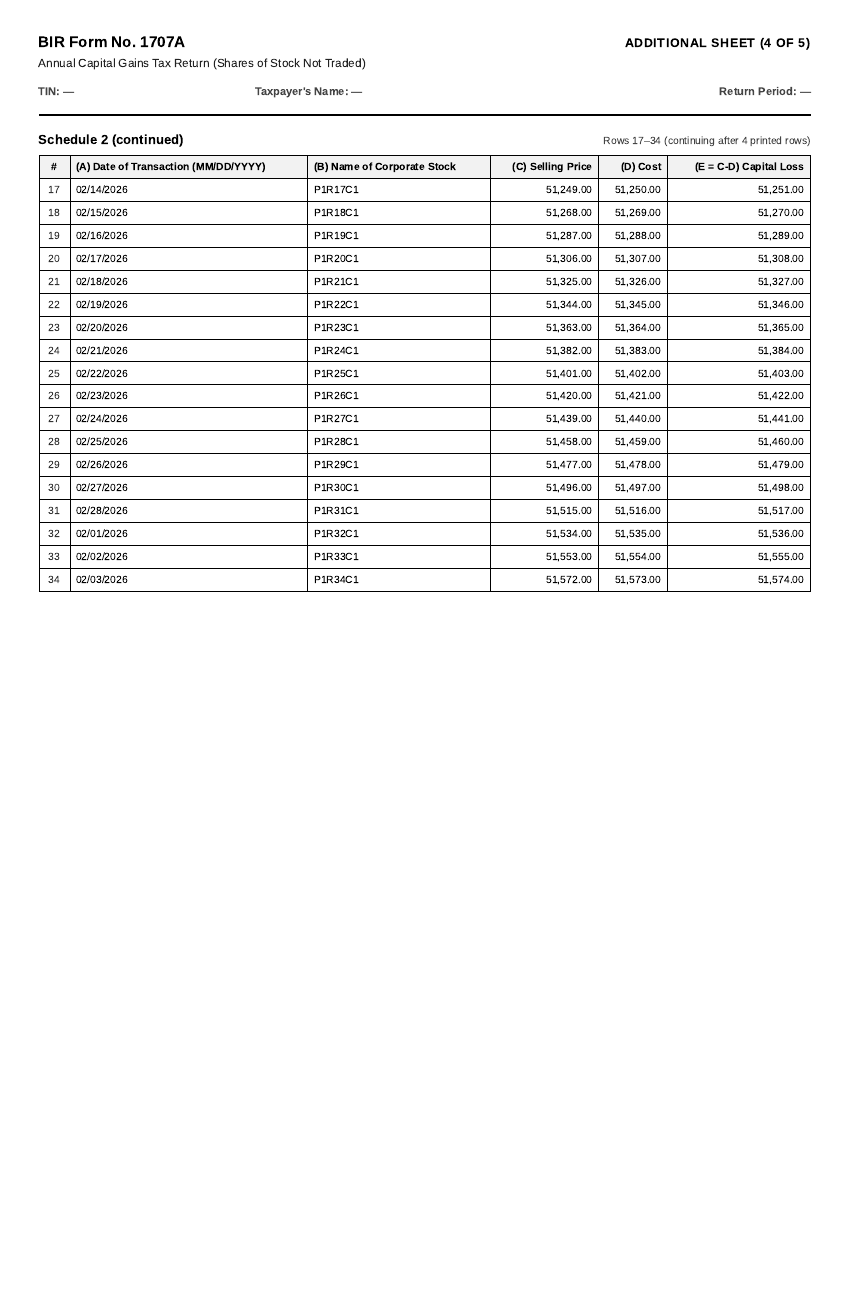 BIR Form No. 1707A
ADDITIONAL SHEET (4 OF 5)
Annual Capital Gains Tax Return (Shares of Stock Not Traded)
TIN: — Taxpayer's Name: — Return Period: —
Schedule 2 (continued)
Rows 17–34 (continuing after 4 printed rows)
# (A) Date of Transaction (MM/DD/YYYY) (B) Name of Corporate Stock (C) Selling Price (D) Cost (E = C-D) Capital Loss
17 02/14/2026 P1R17C1 51,249.00 51,250.00 51,251.00
18 02/15/2026 P1R18C1 51,268.00 51,269.00 51,270.00
19 02/16/2026 P1R19C1 51,287.00 51,288.00 51,289.00
20 02/17/2026 P1R20C1 51,306.00 51,307.00 51,308.00
21 02/18/2026 P1R21C1 51,325.00 51,326.00 51,327.00
22 02/19/2026 P1R22C1 51,344.00 51,345.00 51,346.00
23 02/20/2026 P1R23C1 51,363.00 51,364.00 51,365.00
24 02/21/2026 P1R24C1 51,382.00 51,383.00 51,384.00
25 02/22/2026 P1R25C1 51,401.00 51,402.00 51,403.00
26 02/23/2026 P1R26C1 51,420.00 51,421.00 51,422.00
27 02/24/2026 P1R27C1 51,439.00 51,440.00 51,441.00
28 02/25/2026 P1R28C1 51,458.00 51,459.00 51,460.00
29 02/26/2026 P1R29C1 51,477.00 51,478.00 51,479.00
30 02/27/2026 P1R30C1 51,496.00 51,497.00 51,498.00
31 02/28/2026 P1R31C1 51,515.00 51,516.00 51,517.00
32 02/01/2026 P1R32C1 51,534.00 51,535.00 51,536.00
33 02/02/2026 P1R33C1 51,553.00 51,554.00 51,555.00
34 02/03/2026 P1R34C1 51,572.00 51,573.00 51,574.00